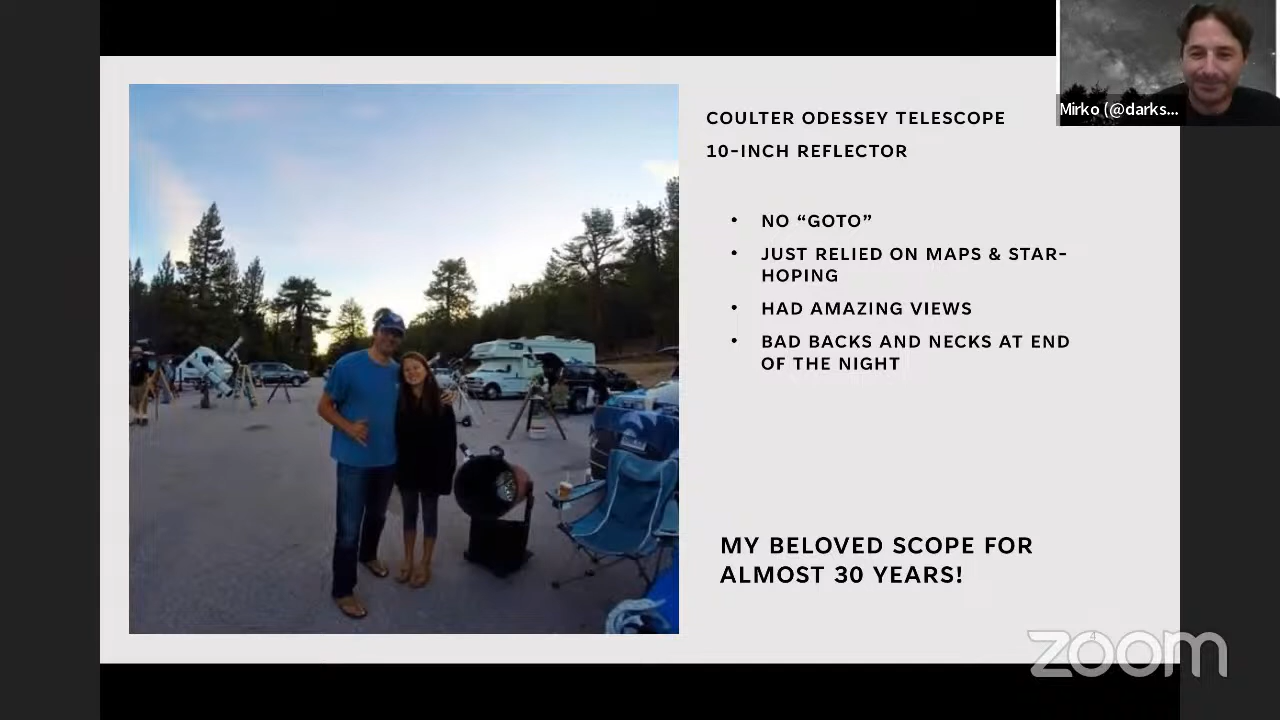 Mirko (@darks...
COULTER ODESSEY TELESCOPE
10-INCH REFLECTOR
• NO “GOTO”
• JUST RELIED ON MAPS & STAR-
HOPING
• HAD AMAZING VIEWS
• BAD BACKS AND NECKS AT END
OF THE NIGHT
MY BELOVED SCOPE FOR
ALMOST 30 YEARS!
4
zoom